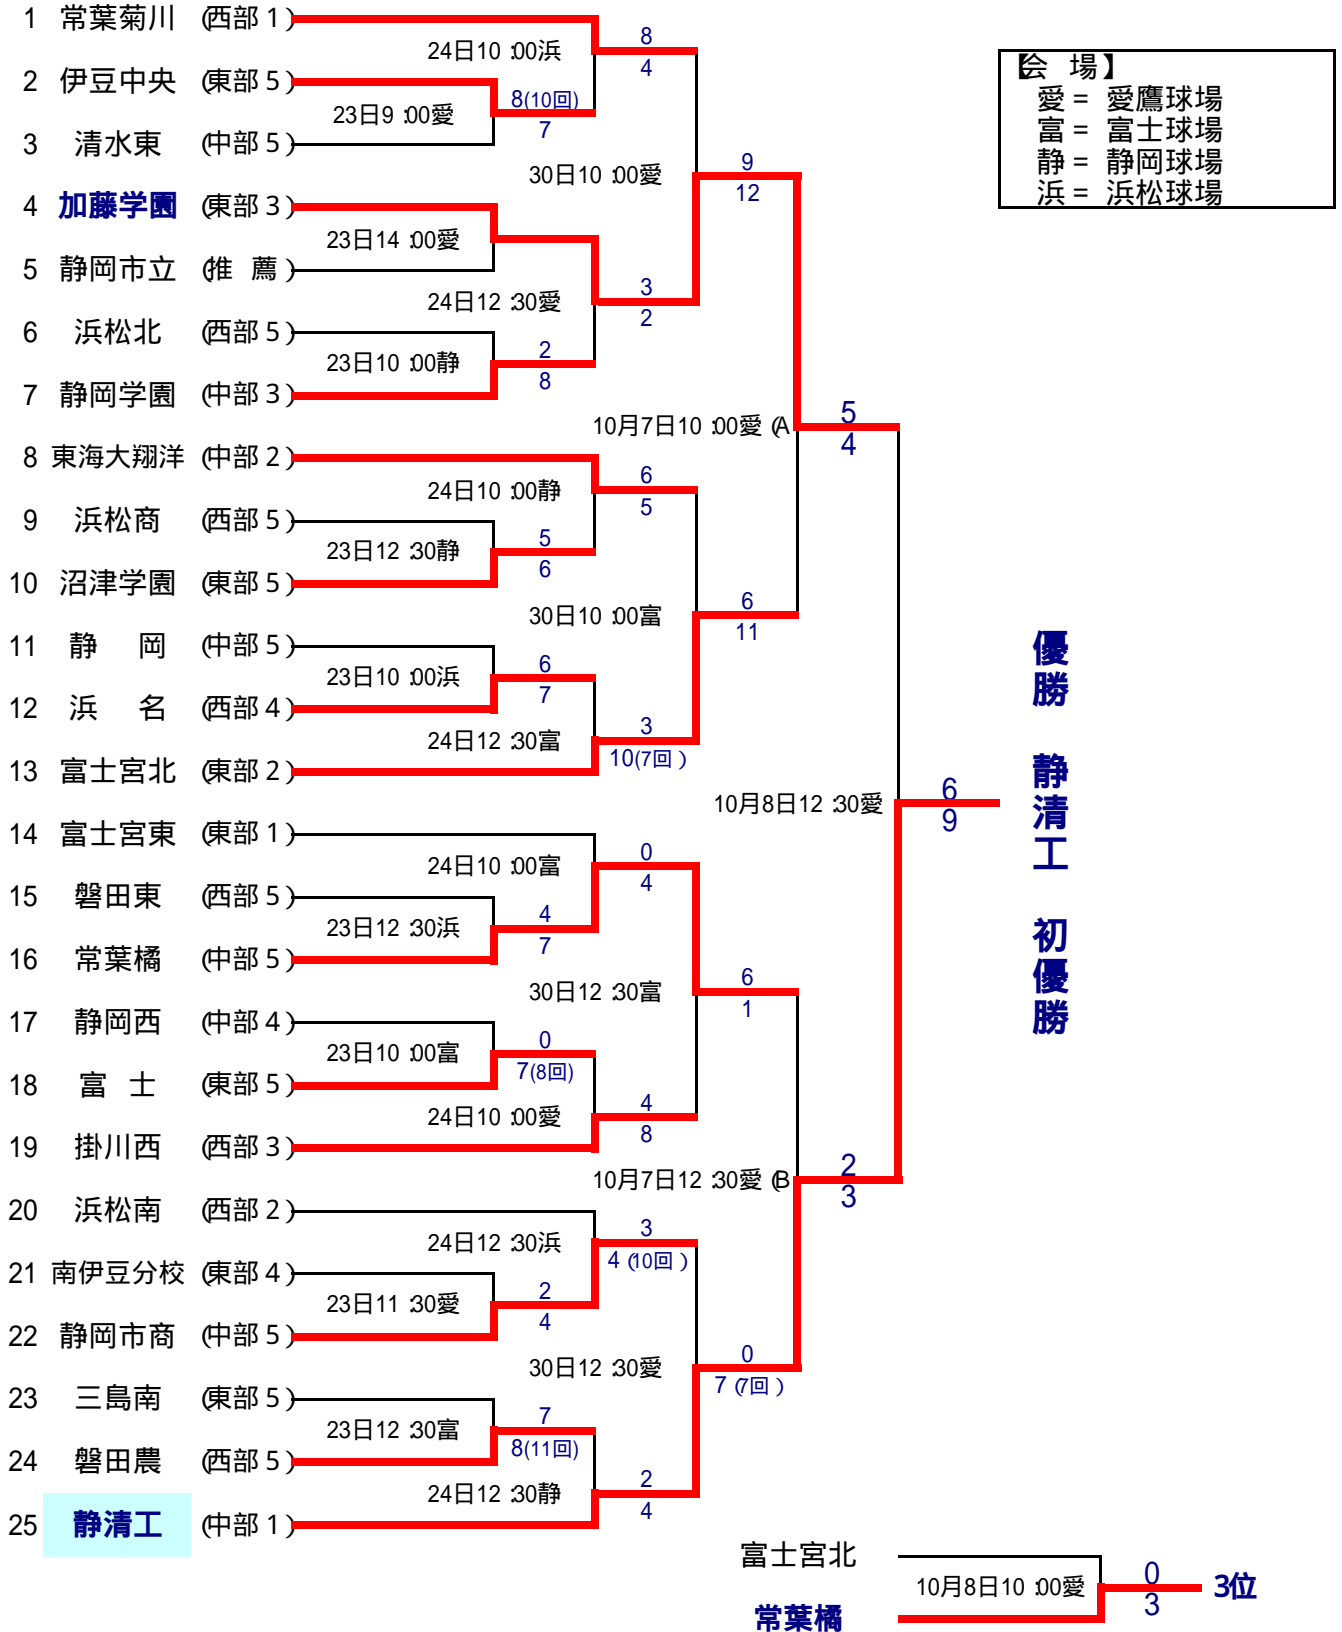 1 常葉菊川 (西部1)
24日10:00浜
8
4
2 伊豆中央 (東部5)
23日9:00愛
8(10回)
7
3 清水東 (中部5)
30日10:00愛
9
12
4 加藤学園 (東部3)
23日14:00愛
5 静岡市立 (推 薦)
24日12:30愛
3
2
6 浜松北 (西部5)
23日10:00静
2
8
7 静岡学園 (中部3)
10月7日10:00愛 (A
5
4
8 東海大翔洋 (中部2)
24日10:00静
6
5
9 浜松商 (西部5)
23日12:30静
5
6
10 沼津学園 (東部5)
30日10:00富
6
11
11 静 岡 (中部5)
23日10:00浜
6
7
12 浜 名 (西部4)
24日12:30富
3
10(7回)
13 富士宮北 (東部2)
10月8日12:30愛
6
9
14 富士宮東 (東部1)
24日10:00富
0
4
15 磐田東 (西部5)
23日12:30浜
4
7
16 常葉橘 (中部5)
30日12:30富
6
1
17 静岡西 (中部4)
23日10:00富
0
7(8回)
18 富 士 (東部5)
24日10:00愛
4
8
19 掛川西 (西部3)
10月7日12:30愛 (B
2
3
20 浜松南 (西部2)
24日12:30浜
3
4(10回)
21 南伊豆分校 (東部4)
23日11:30愛
2
4
22 静岡市商 (中部5)
30日12:30愛
0
7(7回)
23 三島南 (東部5)
23日12:30富
7
8(11回)
24 磐田農 (西部5)
24日12:30静
2
4
25 静清工 (中部1)
【会 場】
愛 = 愛鷹球場
富 = 富士球場
静 = 静岡球場
浜 = 浜松球場
優勝 静清工 初優勝
富士宮北
10月8日10:00愛
0
3
3位
常葉橘